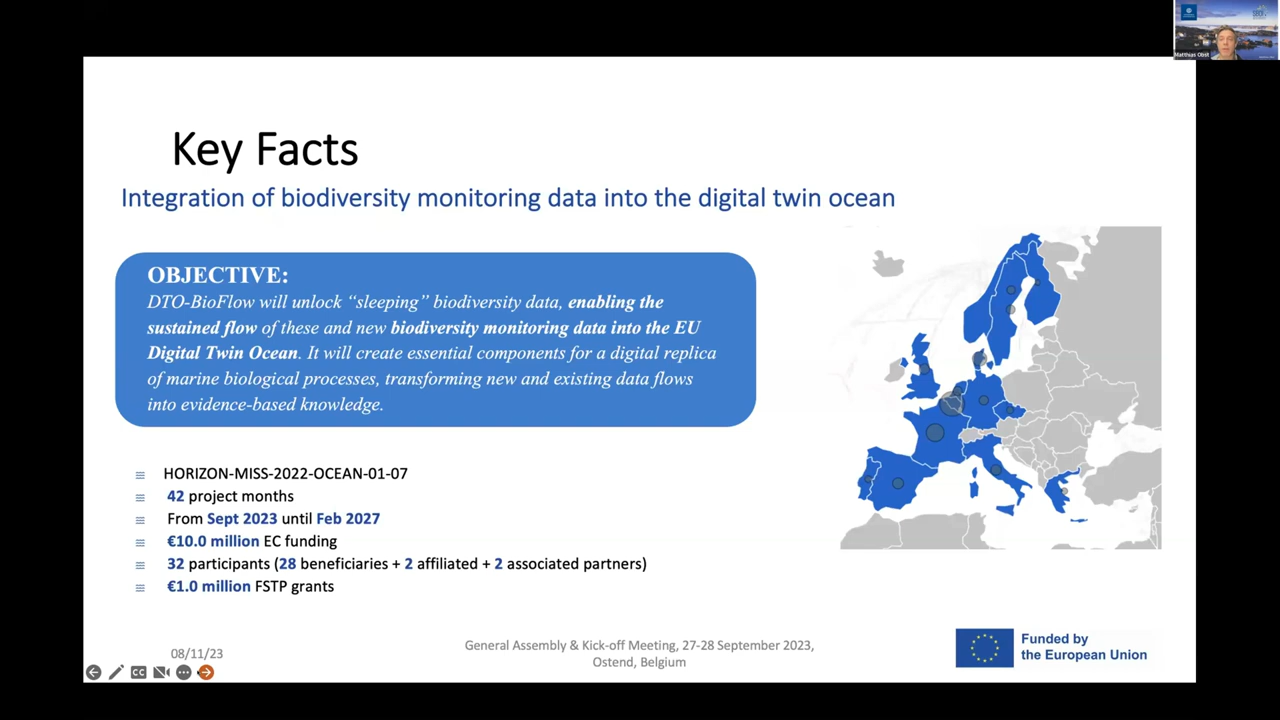 Matthias Obst
Key Facts
Integration of biodiversity monitoring data into the digital twin ocean
OBJECTIVE:
DTO-BioFlow will unlock “sleeping” biodiversity data, enabling the
sustained flow of these and new biodiversity monitoring data into the EU
Digital Twin Ocean. It will create essential components for a digital replica
of marine biological processes, transforming new and existing data flows
into evidence-based knowledge.
HORIZON-MISS-2022-OCEAN-01-07
42 project months
From Sept 2023 until Feb 2027
€10.0 million EC funding
32 participants (28 beneficiaries + 2 affiliated + 2 associated partners)
€1.0 million FSTP grants
08/11/23
General Assembly & Kick-off Meeting, 27-28 September 2023,
Ostend, Belgium
Funded by
the European Union
CC